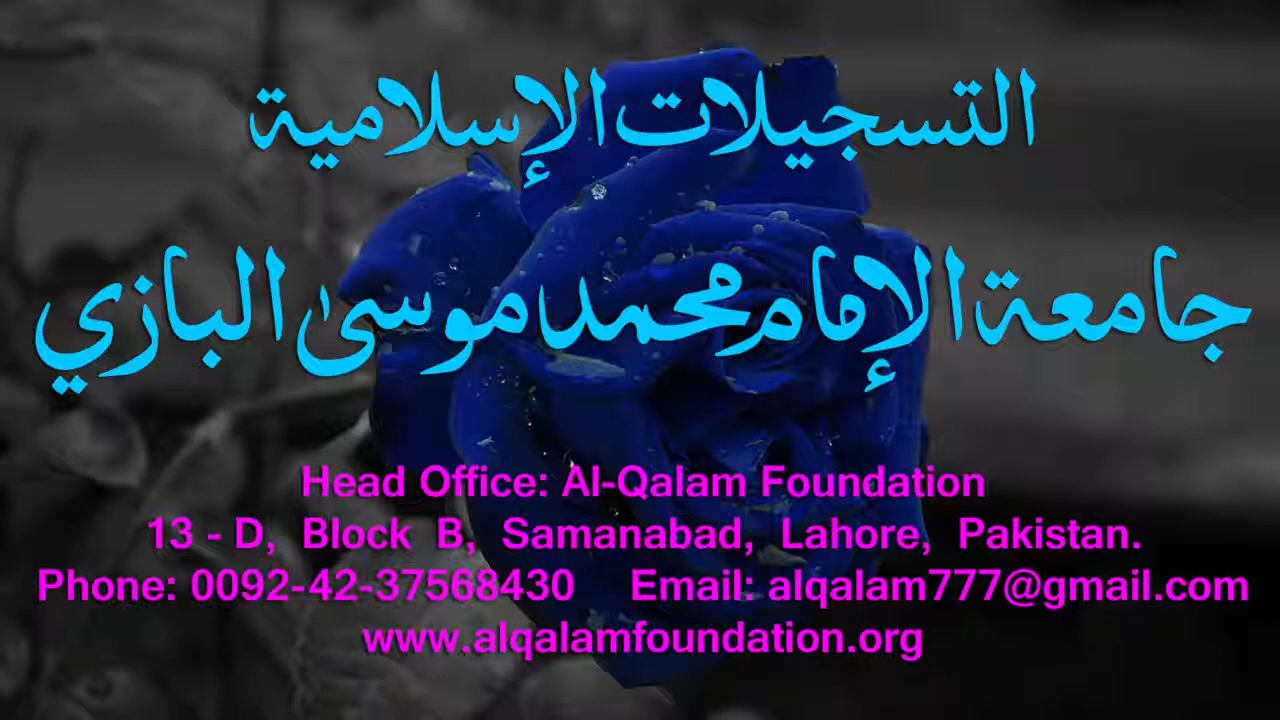 التسجيلات الإسلامية
جامعة الإمام محمد موسىٰ البازي
Head Office: Al-Qalam Foundation
13 - D, Block B, Samanabad, Lahore, Pakistan.
Phone: 0092-42-37568430 Email: alqalam777@gmail.com
www.alqalamfoundation.org